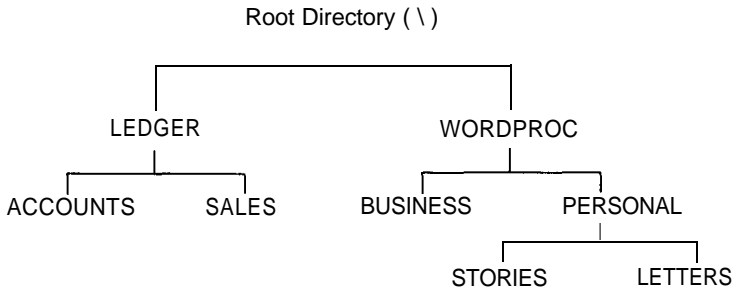 Root Directory ( \ )
LEDGER WORDPROC
ACCOUNTS SALES BUSINESS PERSONAL
STORIES LETTERS